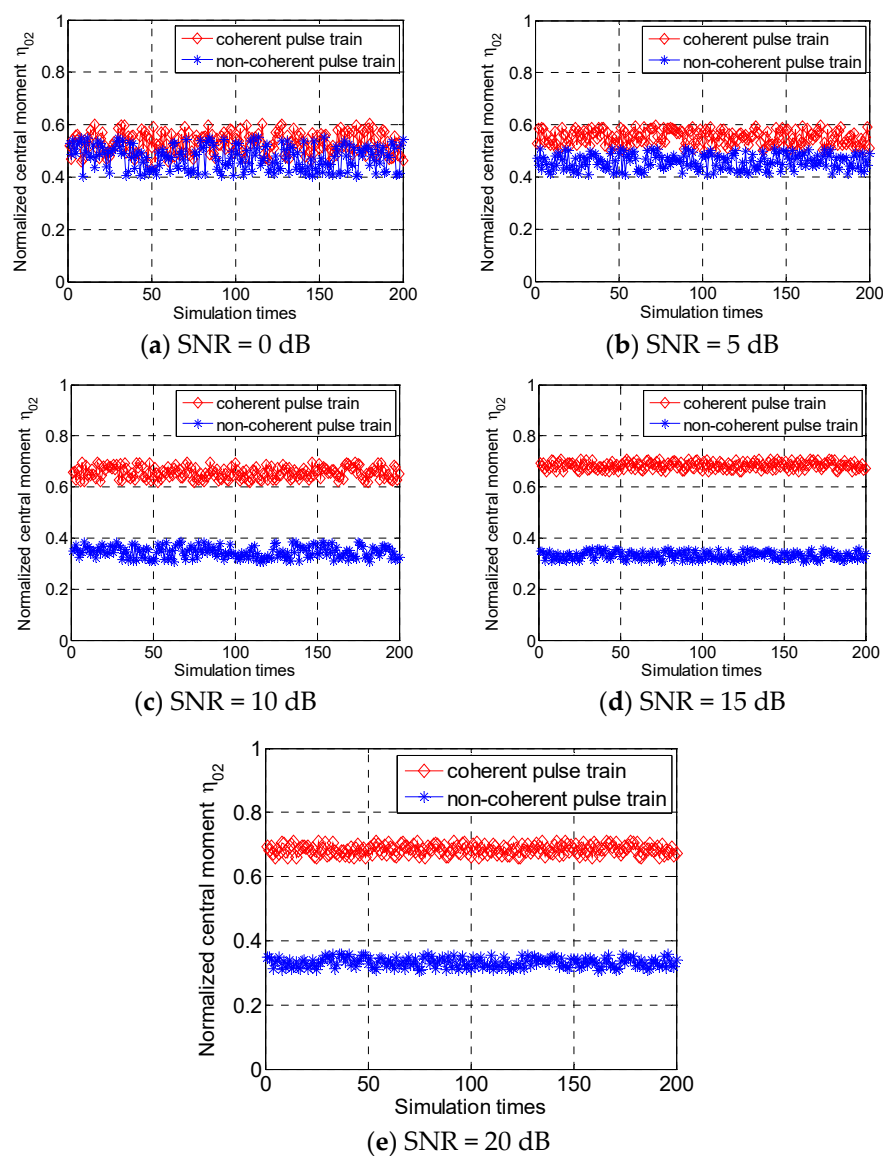 1
0.8
0.6
0.4
0.2
0
0 50 100 150 200
Normalized central moment η02
Simulation times
coherent pulse train
non-coherent pulse train
(a) SNR = 0 dB
1
0.8
0.6
0.4
0.2
0
0 50 100 150 200
Normalized central moment η02
Simulation times
coherent pulse train
non-coherent pulse train
(b) SNR = 5 dB
1
0.8
0.6
0.4
0.2
0
0 50 100 150 200
Normalized central moment η02
Simulation times
coherent pulse train
non-coherent pulse train
(c) SNR = 10 dB
1
0.8
0.6
0.4
0.2
0
0 50 100 150 200
Normalized central moment η02
Simulation times
coherent pulse train
non-coherent pulse train
(d) SNR = 15 dB
1
0.8
0.6
0.4
0.2
0
0 50 100 150 200
Normalized central moment η02
Simulation times
coherent pulse train
non-coherent pulse train
(e) SNR = 20 dB